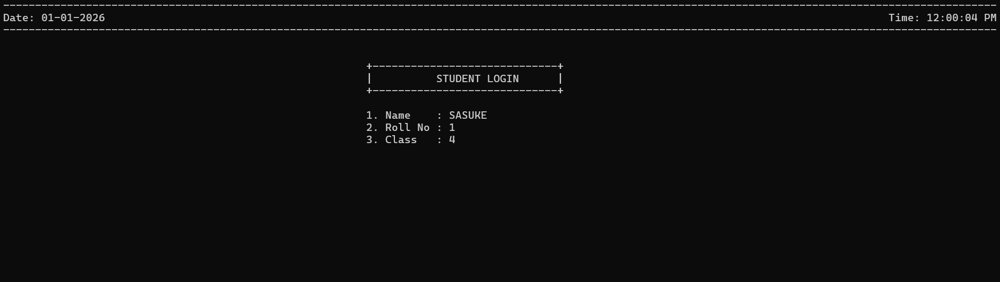 ------------------------------------------------------------------------------------------------------------------------------------------------------------
Date: 01-01-2026                                                                                                                           Time: 12:00:04 PM
------------------------------------------------------------------------------------------------------------------------------------------------------------
+-----------------------------+
|          STUDENT LOGIN      |
+-----------------------------+
1. Name    : SASUKE
2. Roll No : 1
3. Class   : 4